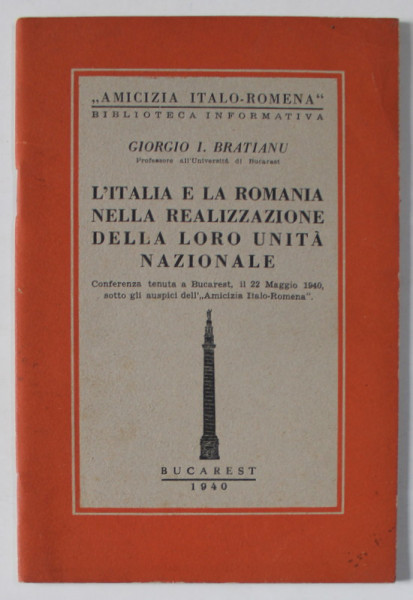 „AMICIZIA ITALO-ROMENA“
BIBLIOTECA INFORMATIVA
GIORGIO I. BRATIANU
Professore all'Università di Bucarest
L'ITALIA E LA ROMANIA
NELLA REALIZZAZIONE
DELLA LORO UNITÀ
NAZIONALE
Conferenza tenuta a Bucarest, il 22 Maggio 1940,
sotto gli auspici dell'„Amicizia Italo-Romena“.
BUCAREST
1940